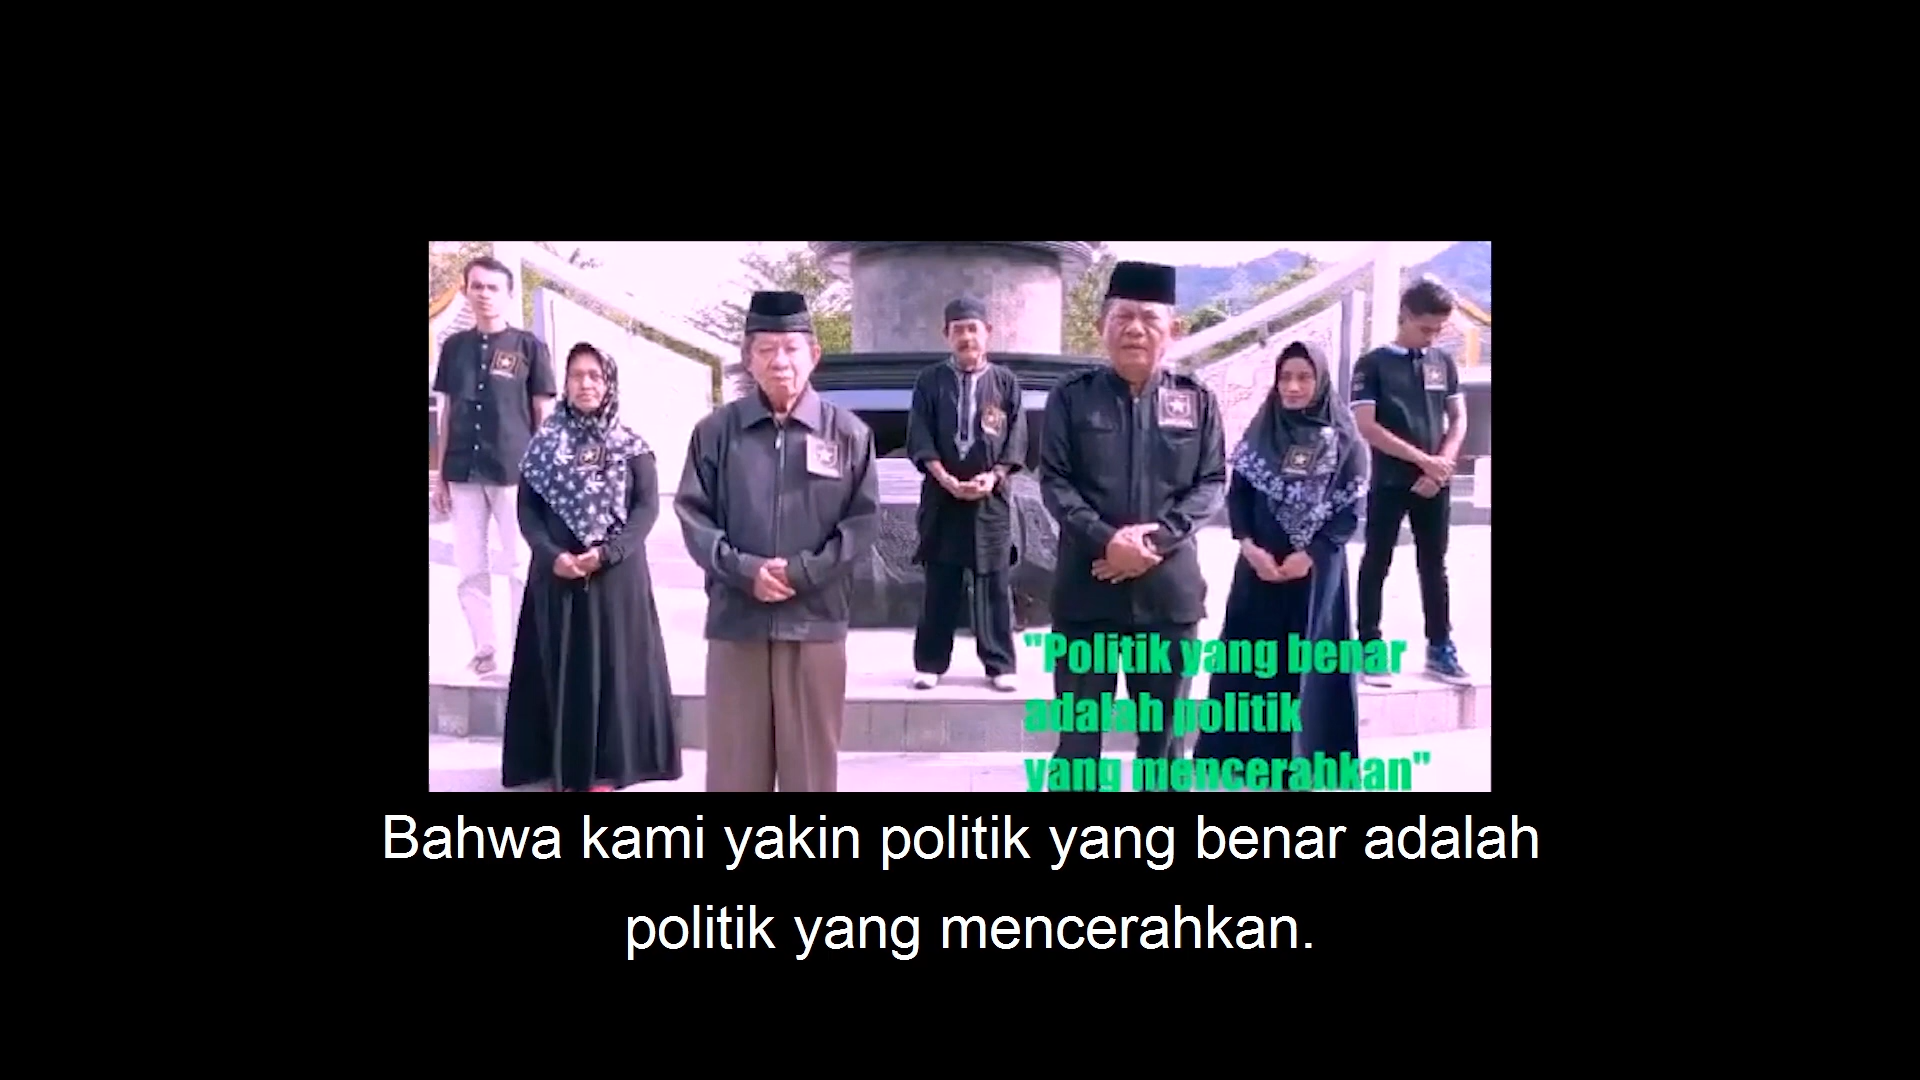 "Politik yang benar
adalah politik
yang mencerahkan"
Bahwa kami yakin politik yang benar adalah
politik yang mencerahkan.